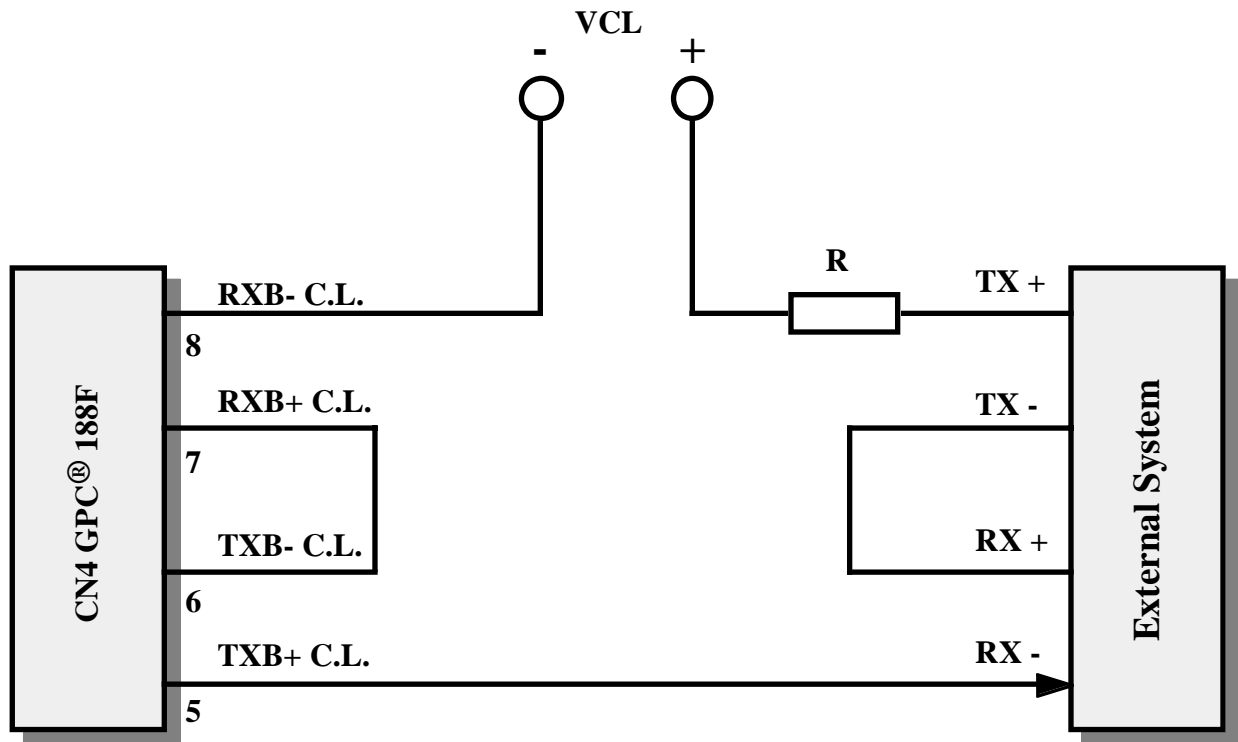 VCL
- +
R
RXB- C.L.
TX +
8
RXB+ C.L.
TX -
7
TXB- C.L.
RX +
6
TXB+ C.L.
RX -
5
CN4 GPC® 188F
External System